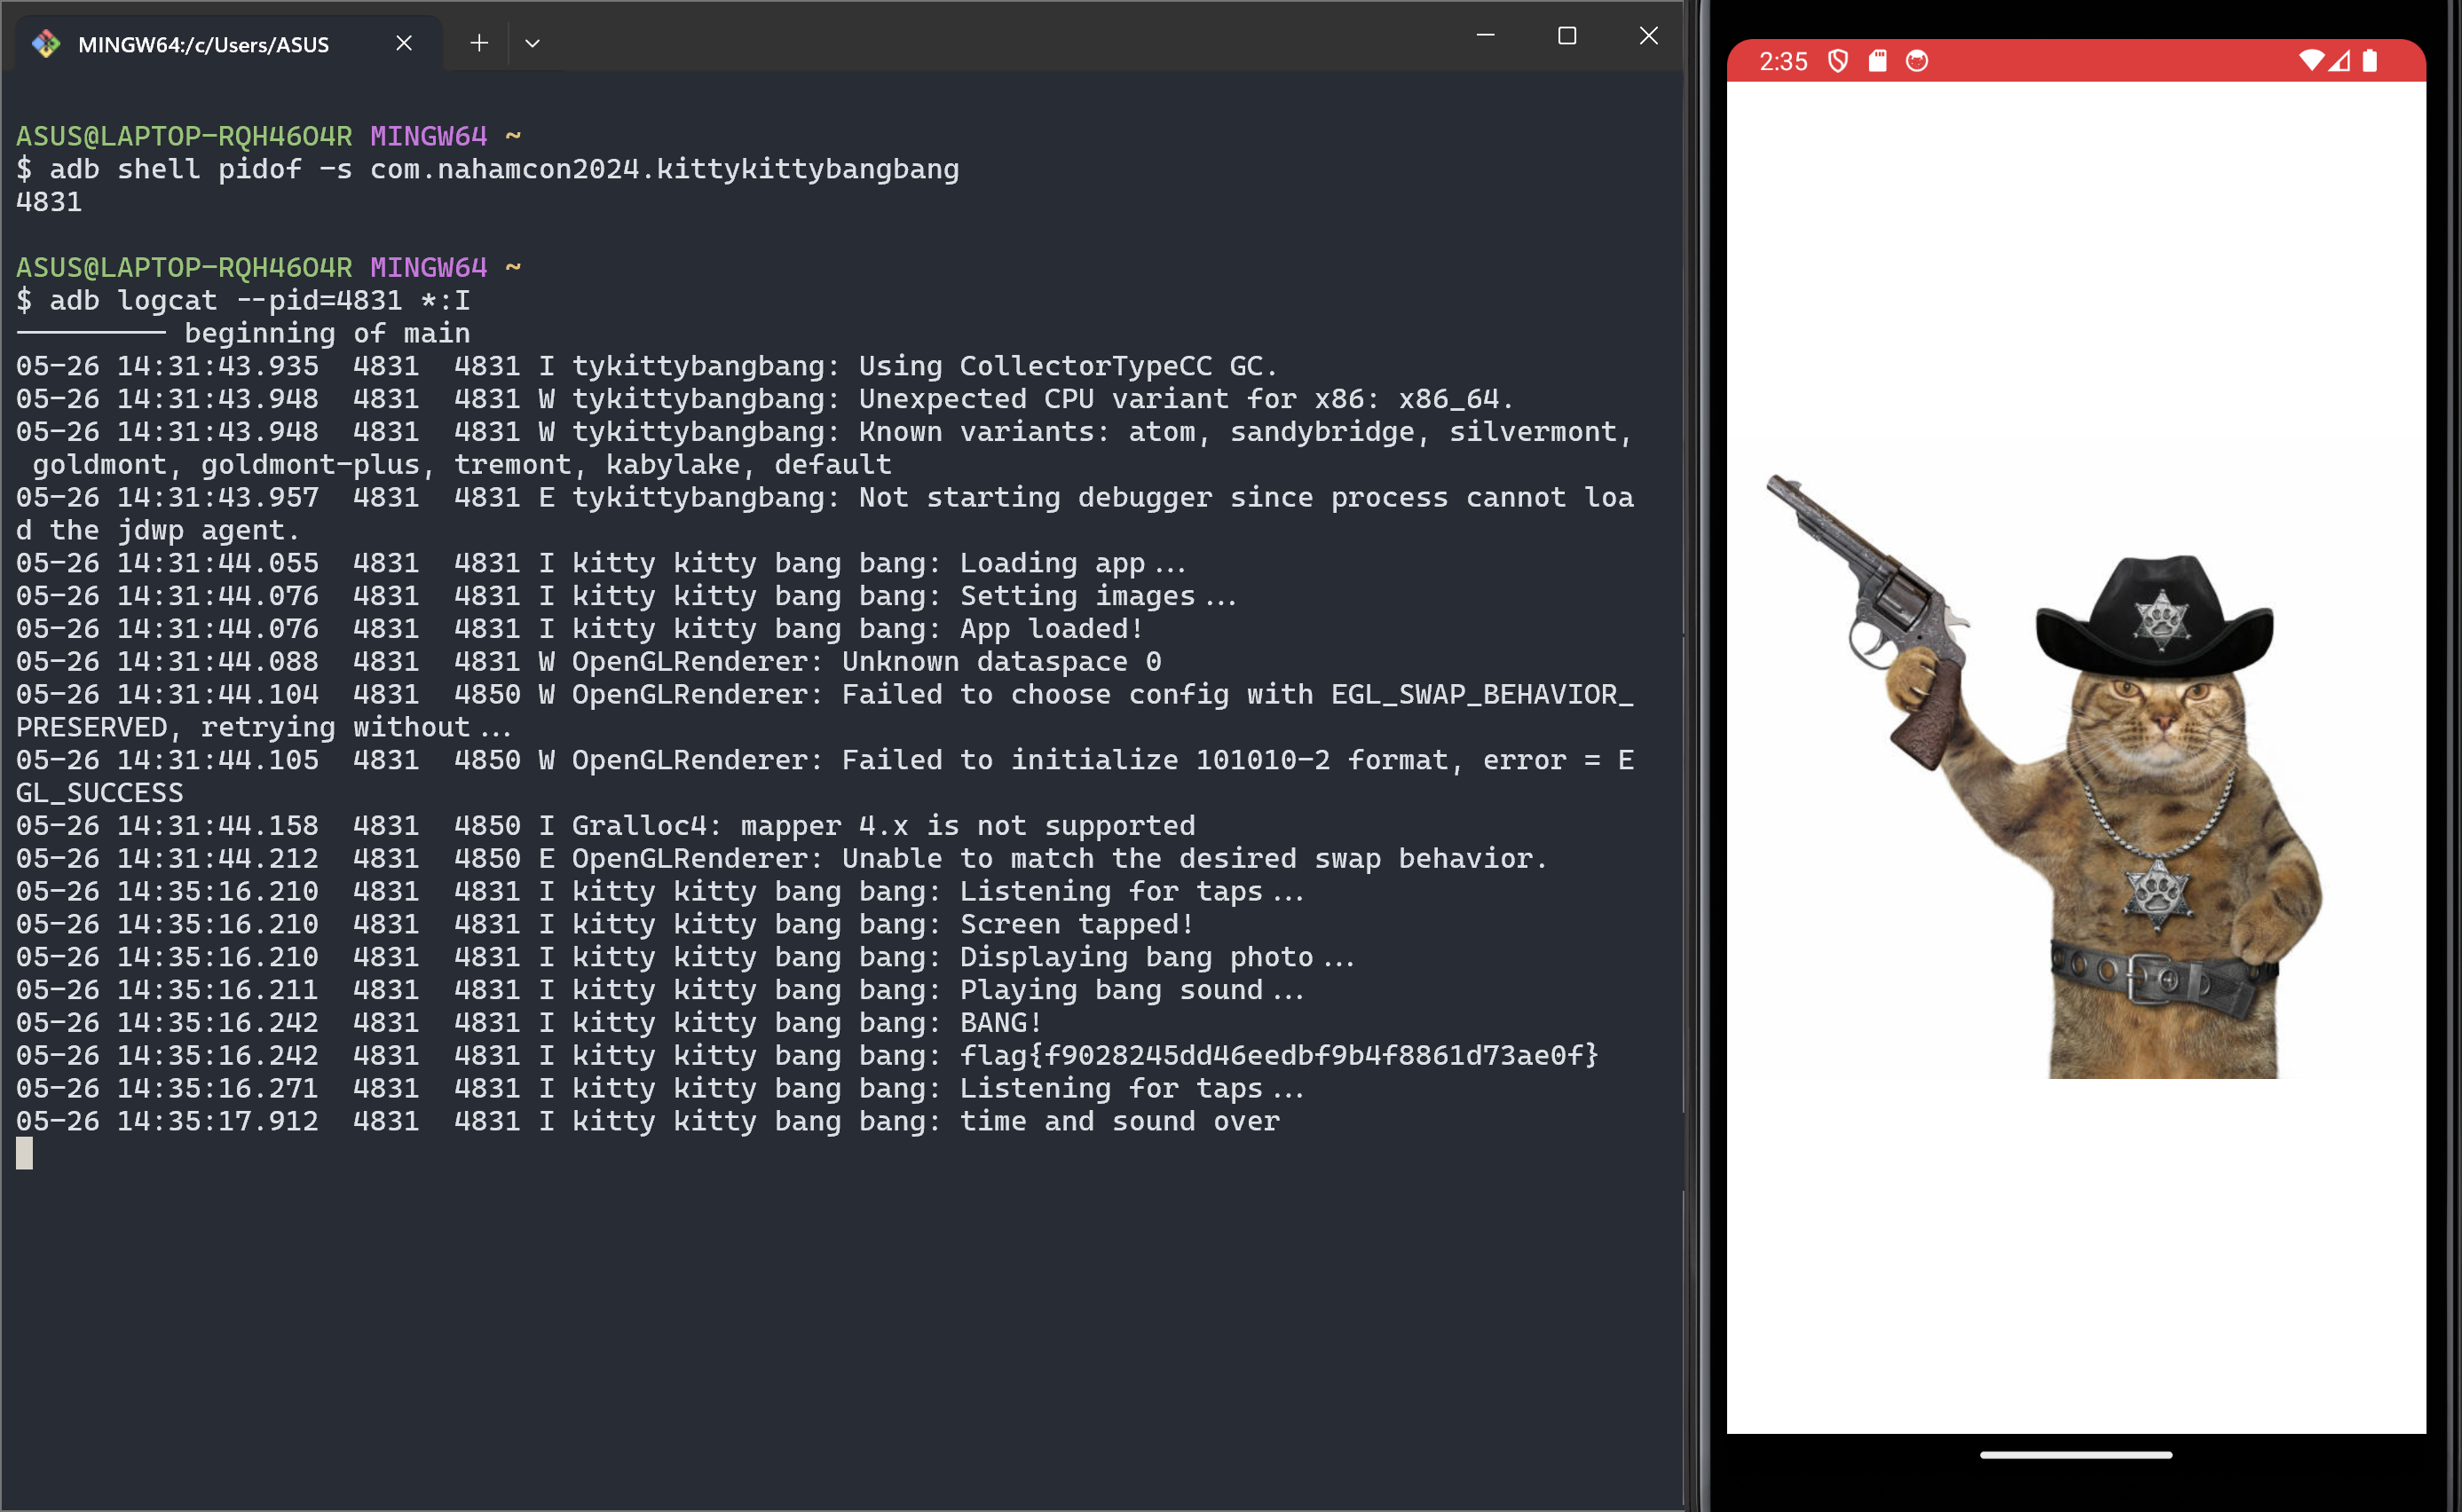 MINGW64:/c/Users/ASUS
ASUS@LAPTOP-RQH46O4R MINGW64 ~
$ adb shell pidof -s com.nahamcon2024.kittykittybangbang
4831
ASUS@LAPTOP-RQH46O4R MINGW64 ~
$ adb logcat --pid=4831 *:I
--------- beginning of main
05-26 14:31:43.935  4831  4831 I tykittybangbang: Using CollectorTypeCC GC.
05-26 14:31:43.948  4831  4831 W tykittybangbang: Unexpected CPU variant for x86: x86_64.
05-26 14:31:43.948  4831  4831 W tykittybangbang: Known variants: atom, sandybridge, silvermont,
 goldmont, goldmont-plus, tremont, kabylake, default
05-26 14:31:43.957  4831  4831 E tykittybangbang: Not starting debugger since process cannot loa
d the jdwp agent.
05-26 14:31:44.055  4831  4831 I kitty kitty bang bang: Loading app...
05-26 14:31:44.076  4831  4831 I kitty kitty bang bang: Setting images...
05-26 14:31:44.076  4831  4831 I kitty kitty bang bang: App loaded!
05-26 14:31:44.088  4831  4831 W OpenGLRenderer: Unknown dataspace 0
05-26 14:31:44.104  4831  4850 W OpenGLRenderer: Failed to choose config with EGL_SWAP_BEHAVIOR_
PRESERVED, retrying without...
05-26 14:31:44.105  4831  4850 W OpenGLRenderer: Failed to initialize 101010-2 format, error = E
GL_SUCCESS
05-26 14:31:44.158  4831  4850 I Gralloc4: mapper 4.x is not supported
05-26 14:31:44.212  4831  4850 E OpenGLRenderer: Unable to match the desired swap behavior.
05-26 14:35:16.210  4831  4831 I kitty kitty bang bang: Listening for taps...
05-26 14:35:16.210  4831  4831 I kitty kitty bang bang: Screen tapped!
05-26 14:35:16.210  4831  4831 I kitty kitty bang bang: Displaying bang photo...
05-26 14:35:16.211  4831  4831 I kitty kitty bang bang: Playing bang sound...
05-26 14:35:16.242  4831  4831 I kitty kitty bang bang: BANG!
05-26 14:35:16.242  4831  4831 I kitty kitty bang bang: flag{f9028245dd46eedbf9b4f8861d73ae0f}
05-26 14:35:16.271  4831  4831 I kitty kitty bang bang: Listening for taps...
05-26 14:35:17.912  4831  4831 I kitty kitty bang bang: time and sound over
2:35